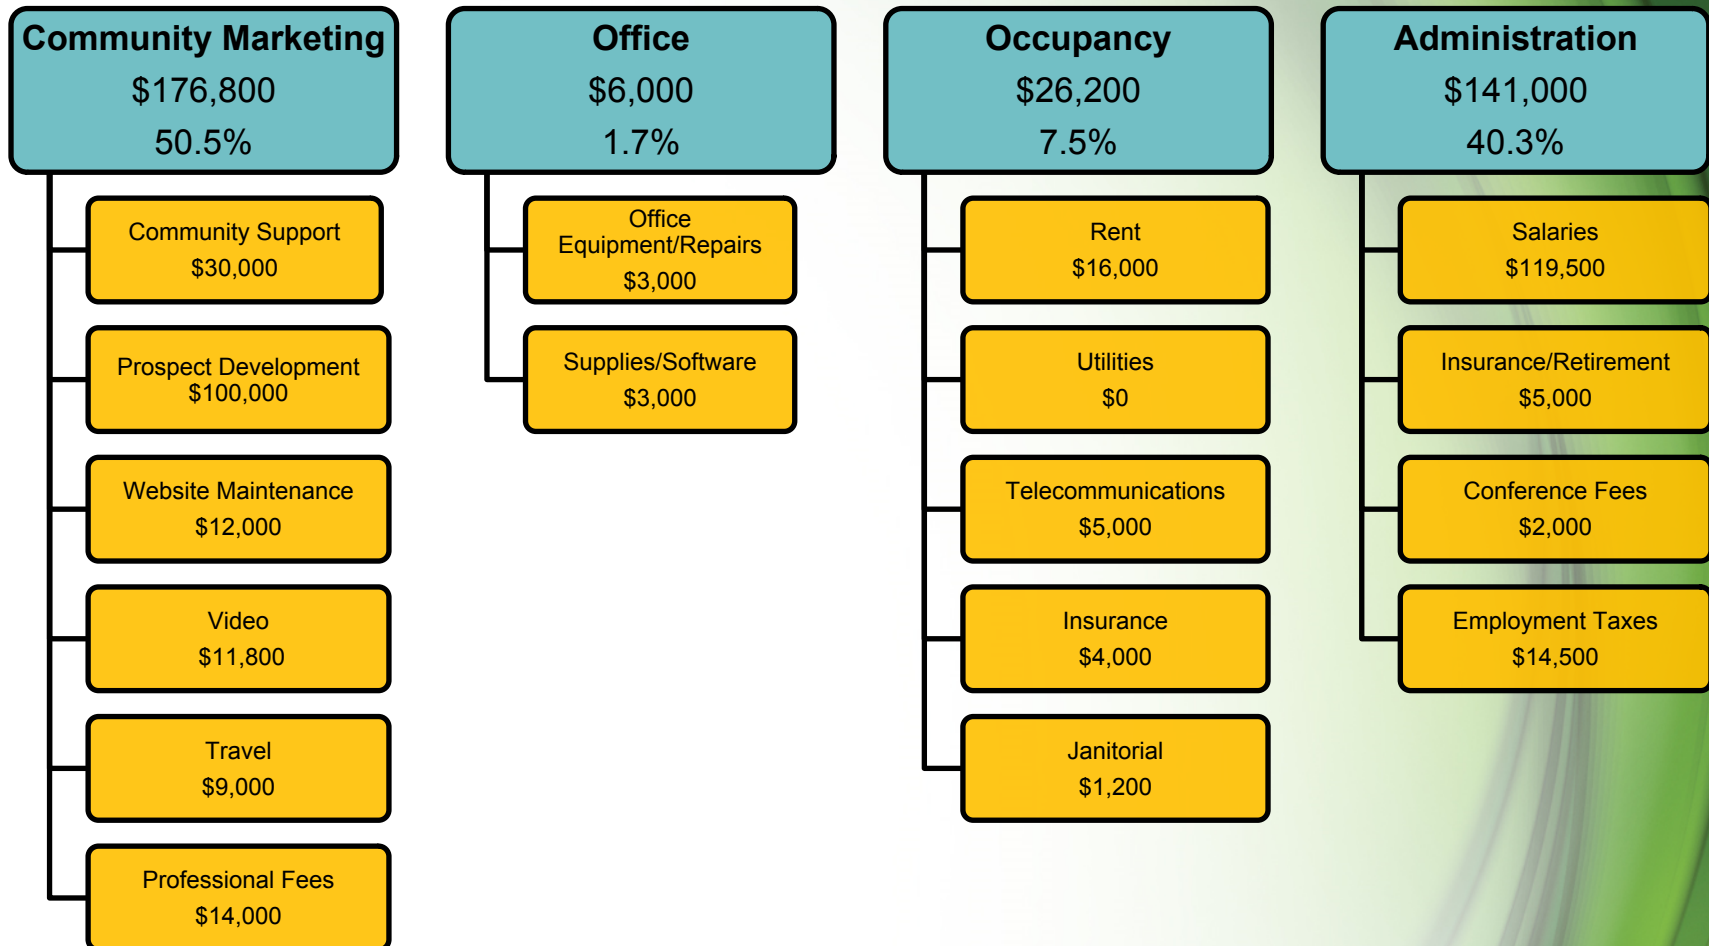 Community Marketing
$176,800
50.5%
Community Support
$30,000
Prospect Development
$100,000
Website Maintenance
$12,000
Video
$11,800
Travel
$9,000
Professional Fees
$14,000
Office
$6,000
1.7%
Office
Equipment/Repairs
$3,000
Supplies/Software
$3,000
Occupancy
$26,200
7.5%
Rent
$16,000
Utilities
$0
Telecommunications
$5,000
Insurance
$4,000
Janitorial
$1,200
Administration
$141,000
40.3%
Salaries
$119,500
Insurance/Retirement
$5,000
Conference Fees
$2,000
Employment Taxes
$14,500